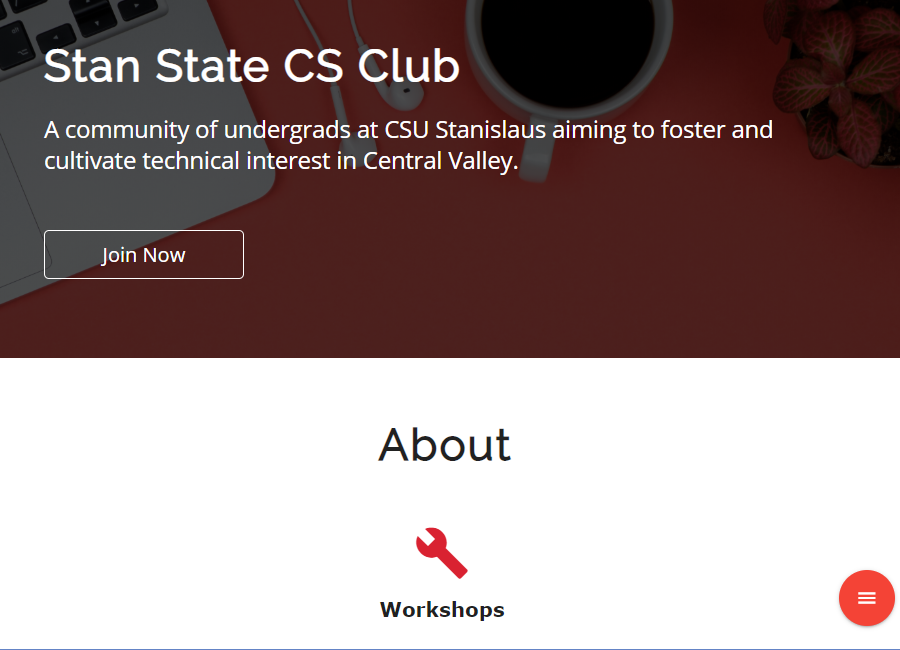 Stan State CS Club
A community of undergrads at CSU Stanislaus aiming to foster and
cultivate technical interest in Central Valley.
Join Now
About
Workshops